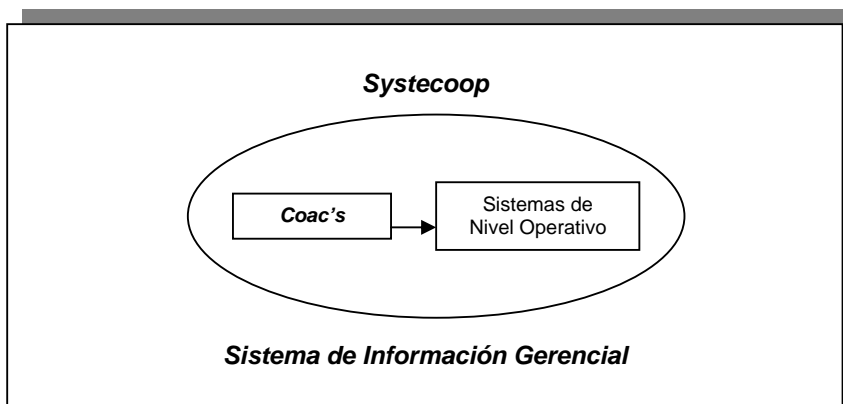 Systecoop
Coac's
Sistemas de
Nivel Operativo
Sistema de Información Gerencial